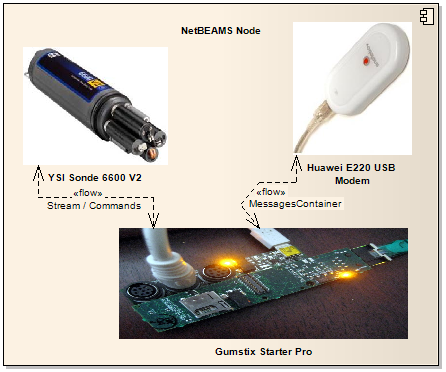 NetBEAMS Node
YSI Sonde 6600 V2
Huawei E220 USB
Modem
«flow»
Stream / Commands
«flow»
MessagesContainer
Gumstix Starter Pro